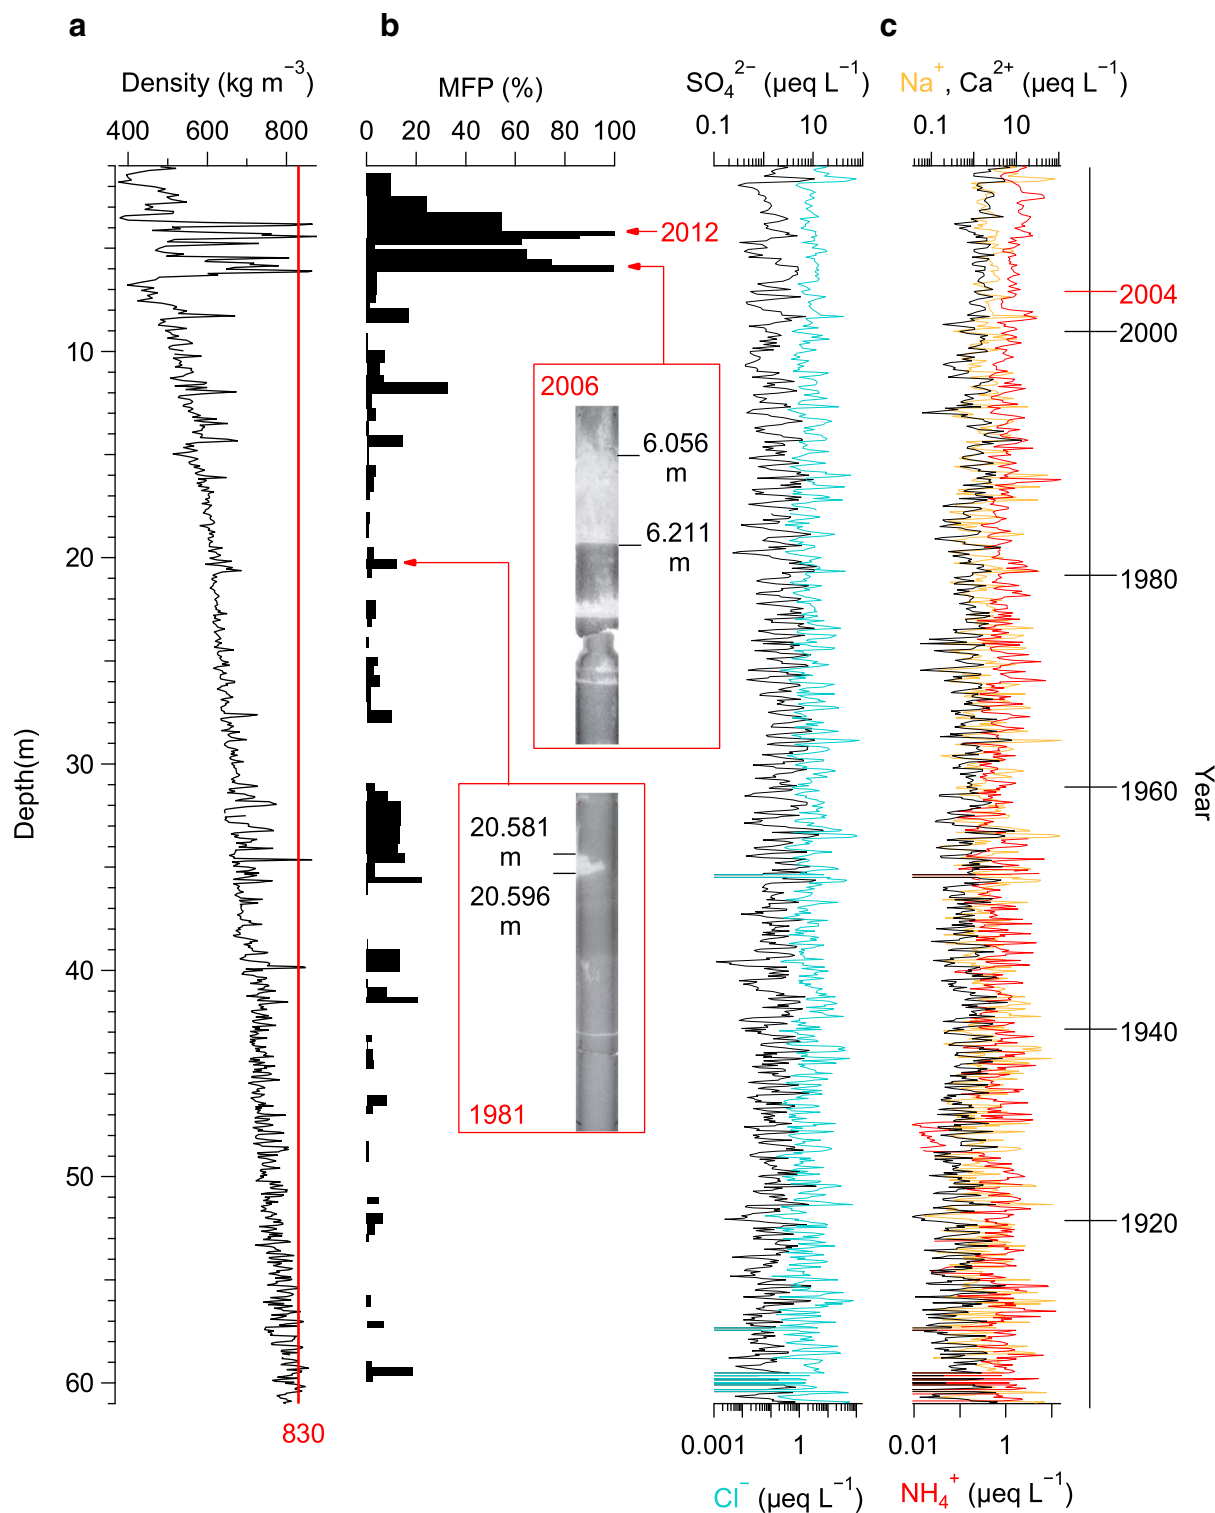 a
b
c
Density (kg m⁻³)
MFP (%)
SO₄²⁻ (µeq L⁻¹)
Na⁺, Ca²⁺ (µeq L⁻¹)
400 600 800
0 20 40 60 80 100
0.1 10
0.1 10
2012
2004
2000
10
2006
6.056
m
6.211
m
20
1980
Depth(m)
30
1960
Year
20.581
m
20.596
m
40
1940
1981
50
1920
60
830
0.001 1
0.01 1
Cl⁻ (µeq L⁻¹)
NH₄⁺ (µeq L⁻¹)